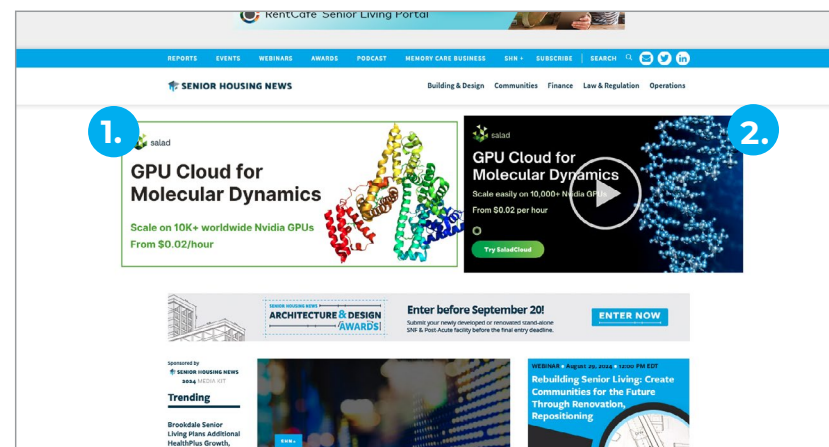 RentCafe Senior Living Portal
REPORTS EVENTS WEBINARS AWARDS PODCAST MEMORY CARE BUSINESS SHN + SUBSCRIBE | SEARCH in
SENIOR HOUSING NEWS
Building & Design Communities Finance Law & Regulation Operations
1.
salad
GPU Cloud for
Molecular Dynamics
Scale on 10K+ worldwide Nvidia GPUs
From $0.02/hour
2.
salad
GPU Cloud for
Molecular Dynamics
Scale easily on 10,000+ Nvidia GPUs
From $0.02 per hour
Try SaladCloud
SENIOR HOUSING NEWS
ARCHITECTURE & DESIGN
AWARDS!
Enter before September 20!
Submit your newly developed or renovated stand-alone
SNF & Post-Acute facility before the final entry deadline.
ENTER NOW
Sponsored by
SENIOR HOUSING NEWS
2024 MEDIA KIT
Trending
Brookdale Senior
Living Plans Additional
HealthPlus Growth,
SHN+
WEBINAR • August 29, 2024 • 12:00 PM EDT
Rebuilding Senior Living: Create
Communities for the Future
Through Renovation,
Repositioning